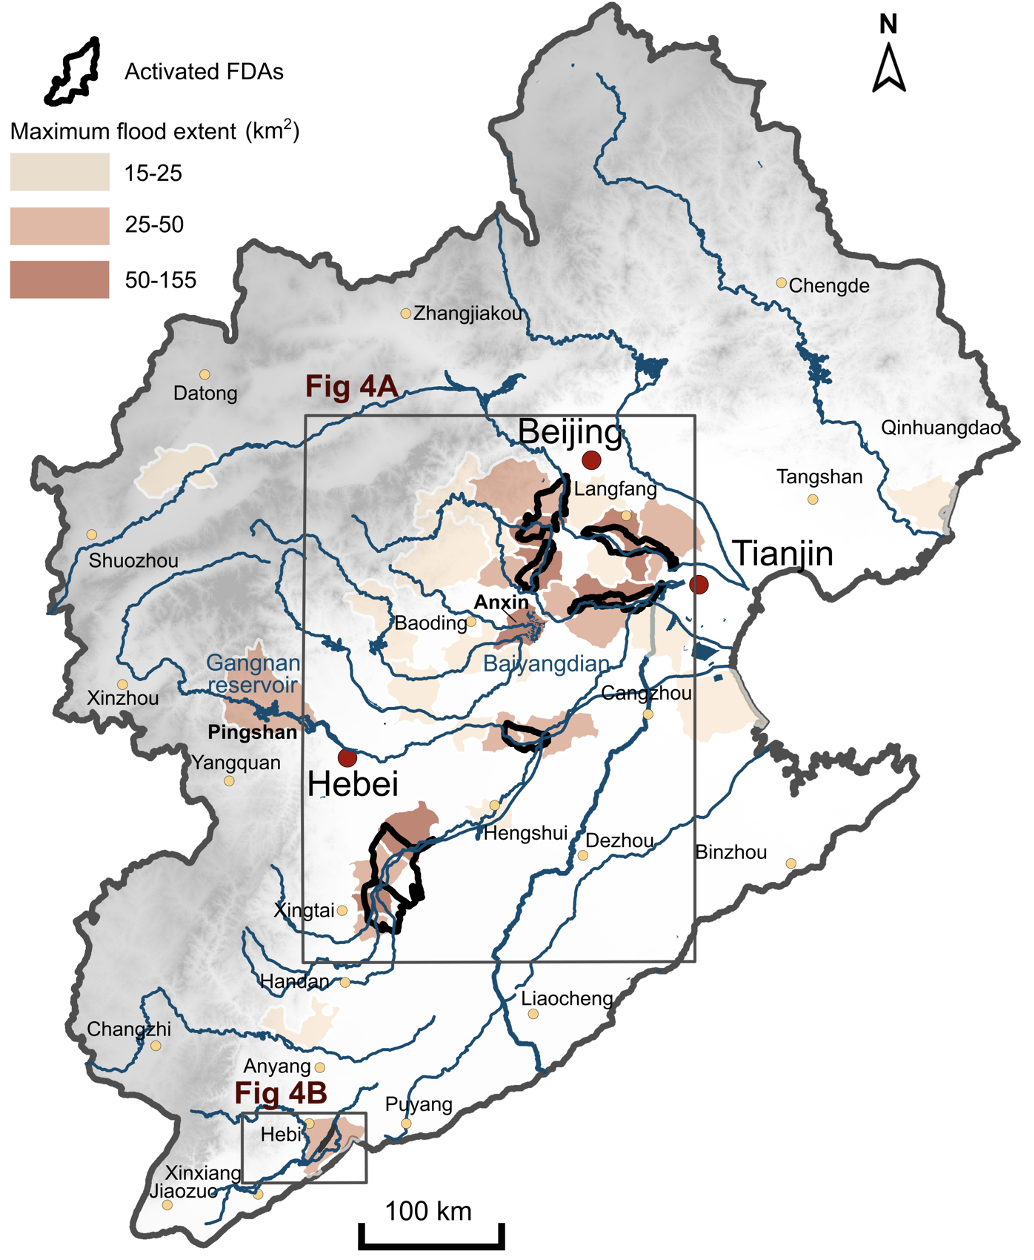 N
Activated FDAs
Maximum flood extent (km²)
15-25
25-50
50-155
Chengde
Zhangjiakou
Datong
Fig 4A
Beijing
Qinhuangdao
Tangshan
Langfang
Shuozhou
Tianjin
Anxin
Baoding
Gangnan
reservoir
Baiyangdian
Xinzhou
Cangzhou
Pingshan
Yangquan
Hebei
Hengshui
Dezhou
Binzhou
Xingtai
Handan
Liaocheng
Changzhi
Anyang
Fig 4B
Puyang
Hebi
Xinxiang
Jiaozuo
100 km